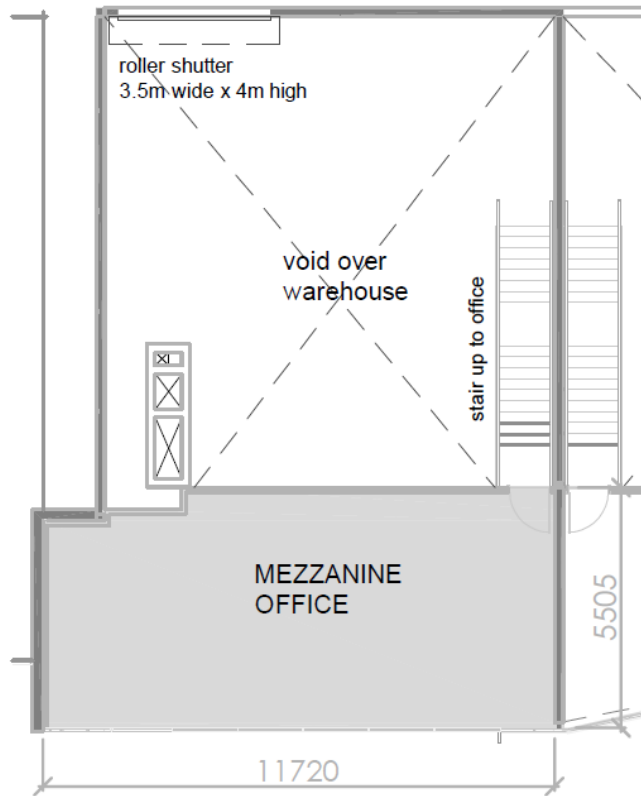 roller shutter
3.5m wide x 4m high
void over
warehouse
stair up to office
MEZZANINE
OFFICE
5505
11720